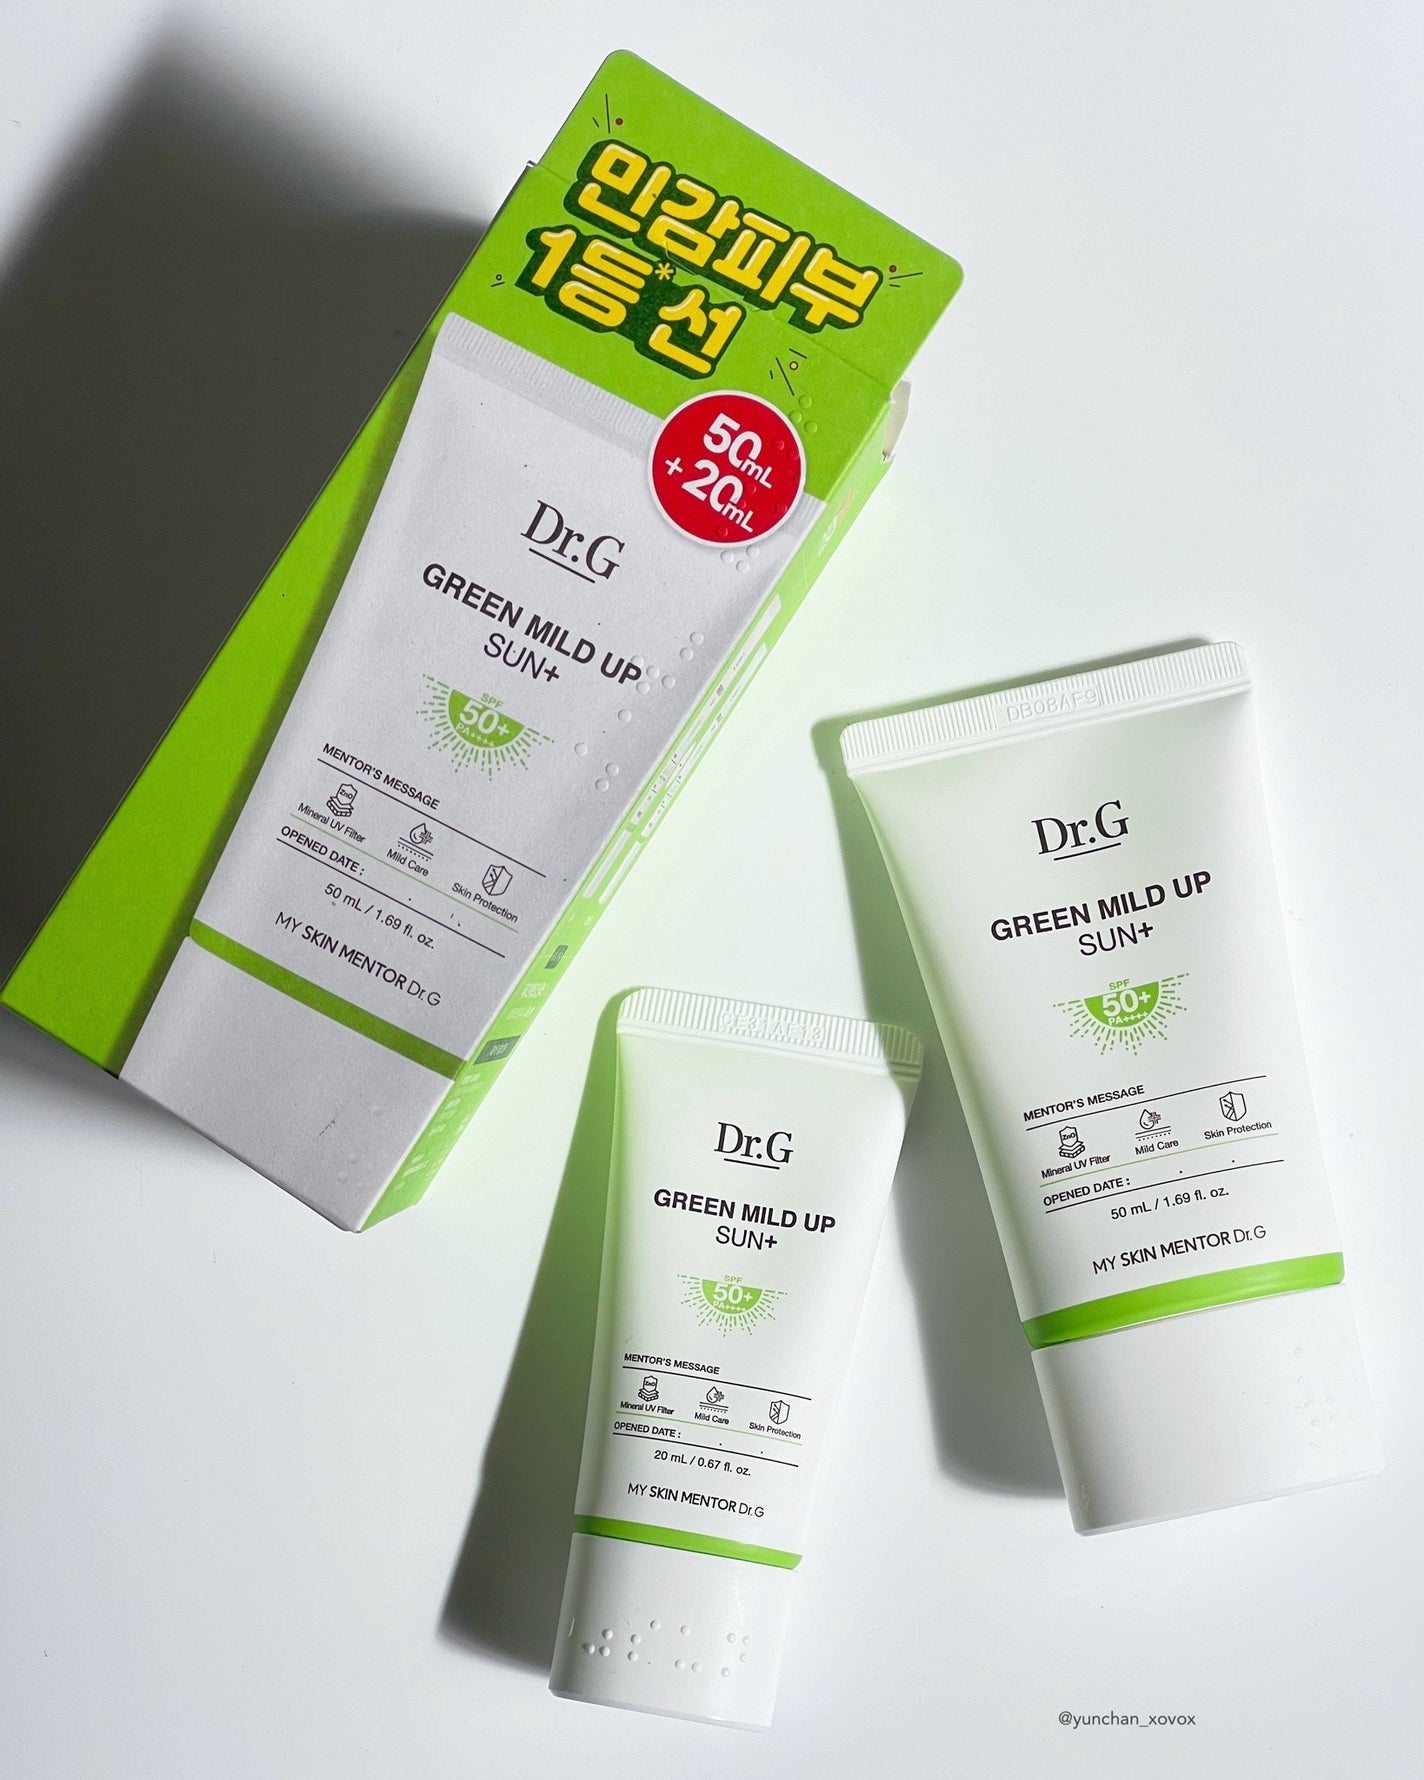 민감피부
1등* 선
50mL
+ 20mL
Dr.G
GREEN MILD UP
SUN+
SPF
50+
PA++++
MENTOR'S MESSAGE
ZnO
Mineral UV Filter
Mild Care
Skin Protection
OPENED DATE :
50 mL / 1.69 fl. oz.
MY SKIN MENTOR Dr.G
DB08AF9
Dr.G
GREEN MILD UP
SUN+
SPF
50+
PA++++
MENTOR'S MESSAGE
ZnO
Mineral UV Filter
Mild Care
Skin Protection
OPENED DATE :
50 mL / 1.69 fl. oz.
MY SKIN MENTOR Dr.G
Dr.G
GREEN MILD UP
SUN+
SPF
50+
PA++++
MENTOR'S MESSAGE
ZnO
Mineral UV Filter
Mild Care
Skin Protection
OPENED DATE :
20 mL / 0.67 fl. oz.
MY SKIN MENTOR Dr.G
@yunchan_xovox